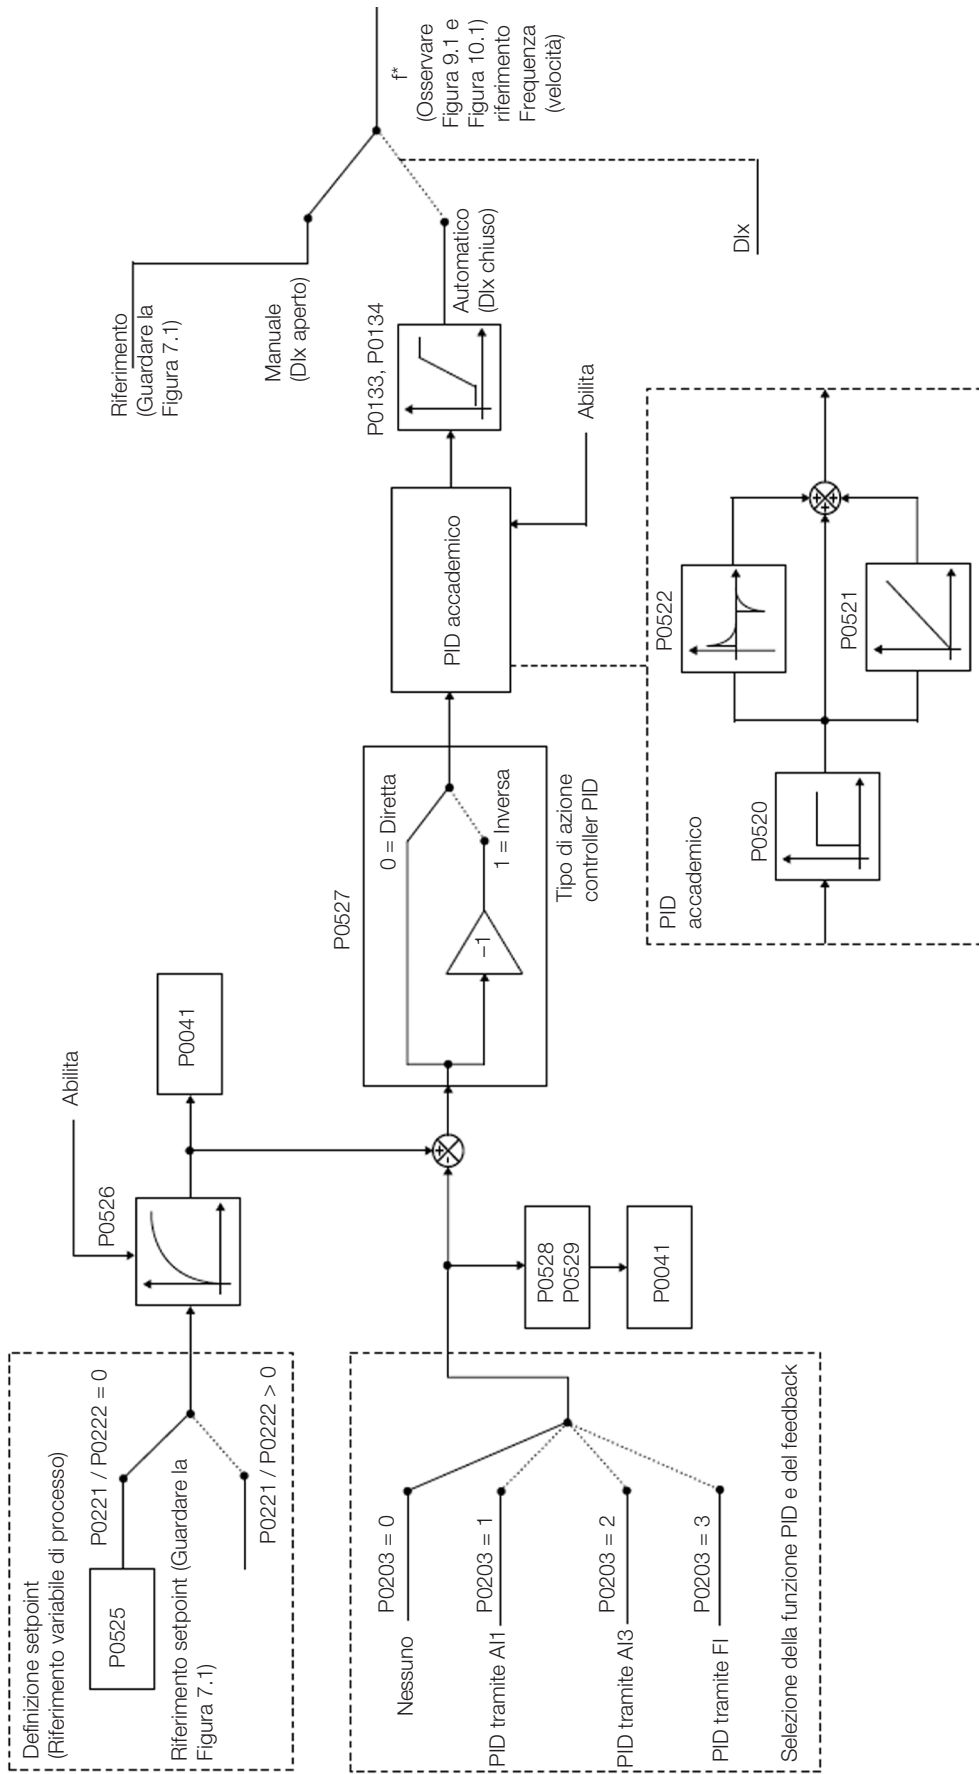 Definizione setpoint
(Riferimento variabile di processo)
P0525
P0221 / P0222 = 0
Riferimento setpoint (Guardare la
Figura 7.1)
P0221 / P0222 > 0
P0526
Abilita
P0041
Nessuno
P0203 = 0
PID tramite AI1
P0203 = 1
PID tramite AI3
P0203 = 2
PID tramite FI
P0203 = 3
Selezione della funzione PID e del feedback
P0528
P0529
P0041
+
-
P0527
0 = Diretta
-1
1 = Inversa
Tipo di azione
controller PID
PID accademico
Abilita
P0133, P0134
Riferimento
(Guardare la
Figura 7.1)
Manuale
(DIx aperto)
Automatico
(DIx chiuso)
DIx
f*
(Osservare
Figura 9.1 e
Figura 10.1)
riferimento
Frequenza
(velocità)
PID
accademico
P0520
P0522
P0521
+
+
+